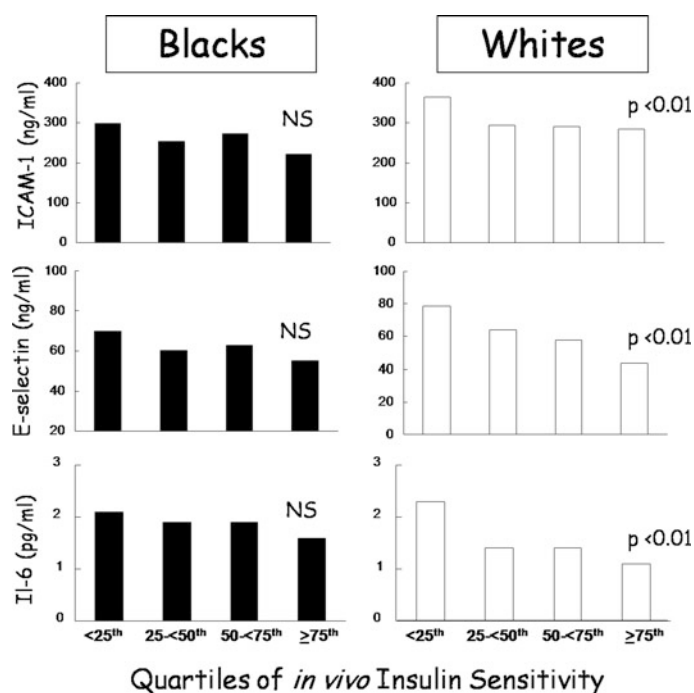 Blacks
Whites
ICAM-1 (ng/ml)
400
300
200
100
0
NS
400
300
200
100
0
p <0.01
E-selectin (ng/ml)
100
80
60
40
20
NS
100
80
60
40
20
0
p <0.01
Il-6 (pg/ml)
3
2
1
0
NS
3
2
1
0
p <0.01
<25th 25-<50th 50-<75th ≥75th
<25th 25-<50th 50-<75th ≥75th
Quartiles of in vivo Insulin Sensitivity